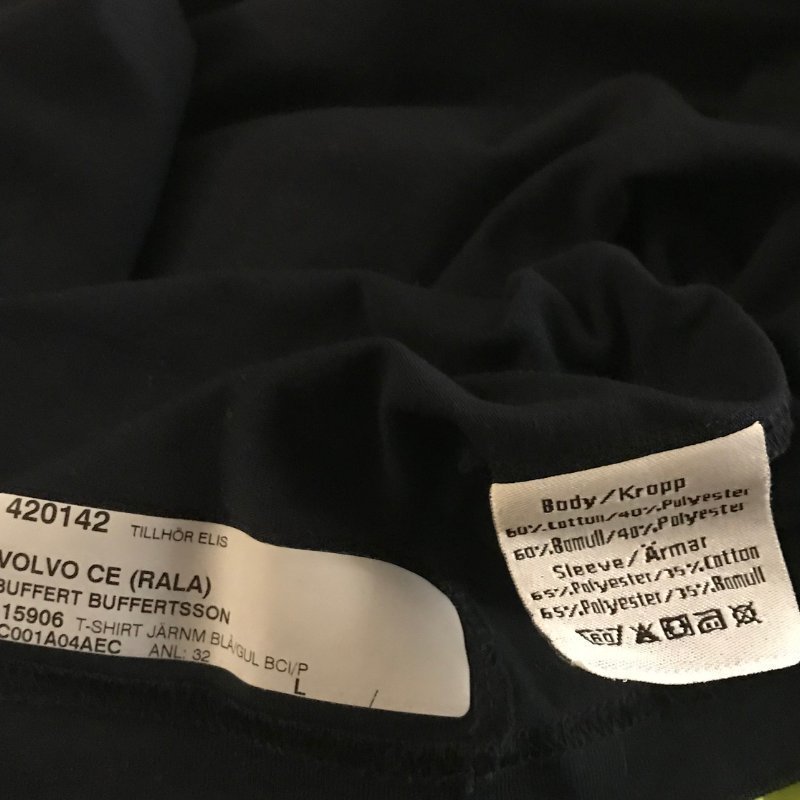 420142 TILLHÖR ELIS
VOLVO CE (RALA)
BUFFERT BUFFERTSSON
15906 T-SHIRT JÄRNM BLÅ/GUL BCI/P
C001A04AEC ANL: 32 L /
Body/Kropp
60%Cotton/40%Polyester
60%Bomull/40%Polyester
Sleeve/Ärmar
65%Polyester/35%Cotton
65%Polyester/35%Bomull
60